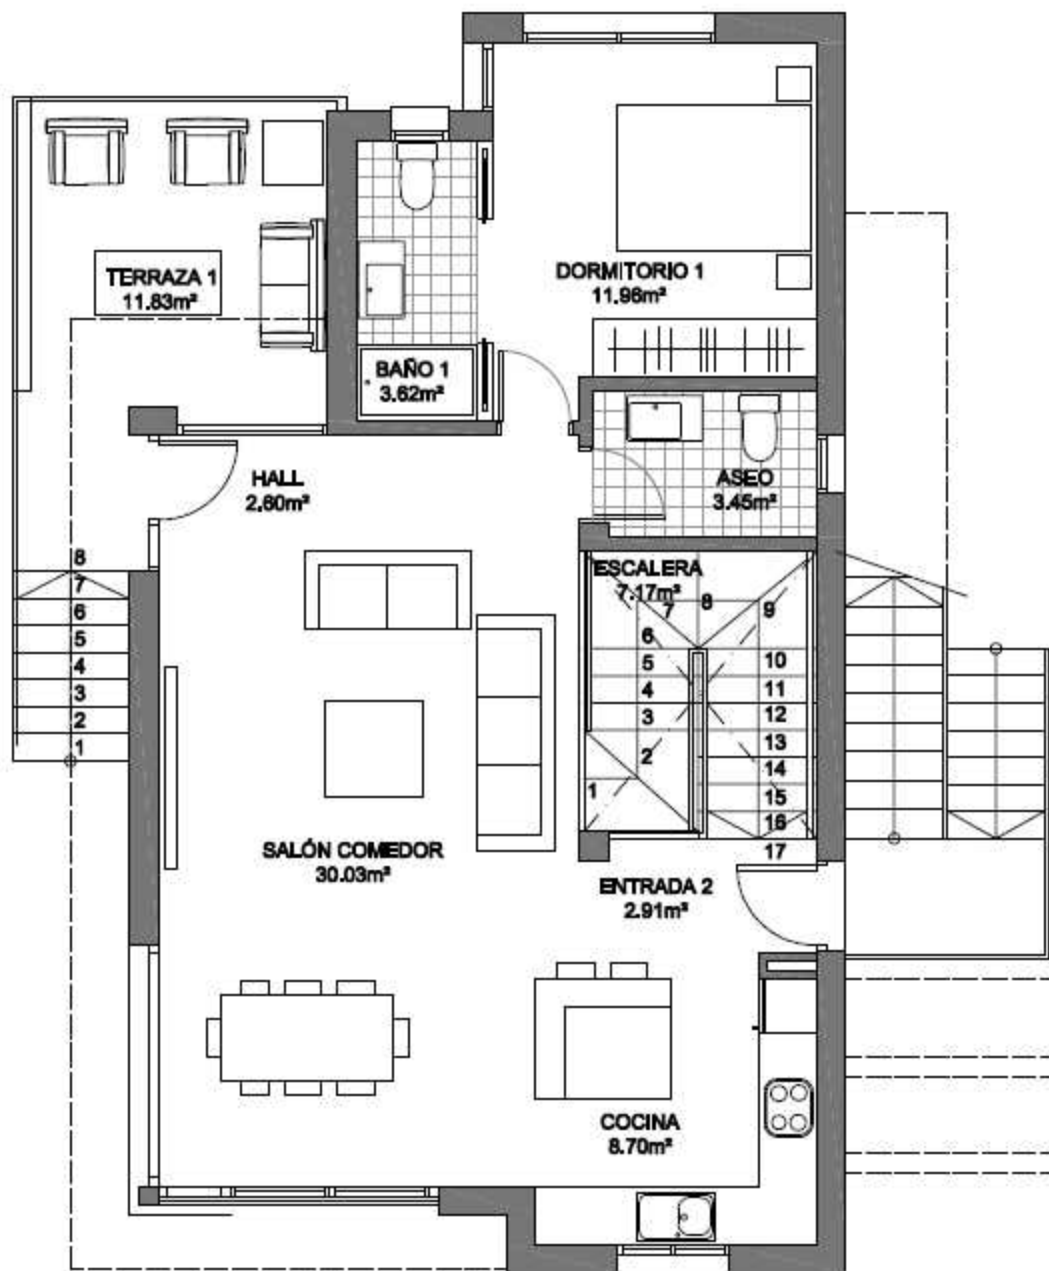 TERRAZA 1
11.83m²
DORMITORIO 1
11.96m²
BAÑO 1
3.62m²
HALL
2.60m²
ASEO
3.45m²
8
7
6
5
4
3
2
1
ESCALERA
7.17m²
7
8
9
6
5
4
3
2
1
10
11
12
13
14
15
16
17
SALÓN COMEDOR
30.03m²
ENTRADA 2
2.91m²
COCINA
8.70m²